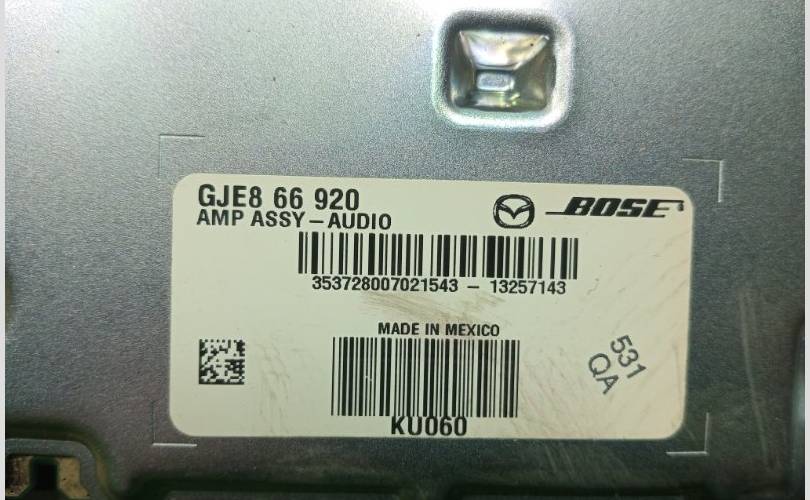 GJE8 66 920
AMP ASSY – AUDIO
BOSE
353728007021543 – 13257143
MADE IN MEXICO
531
QA
KU060